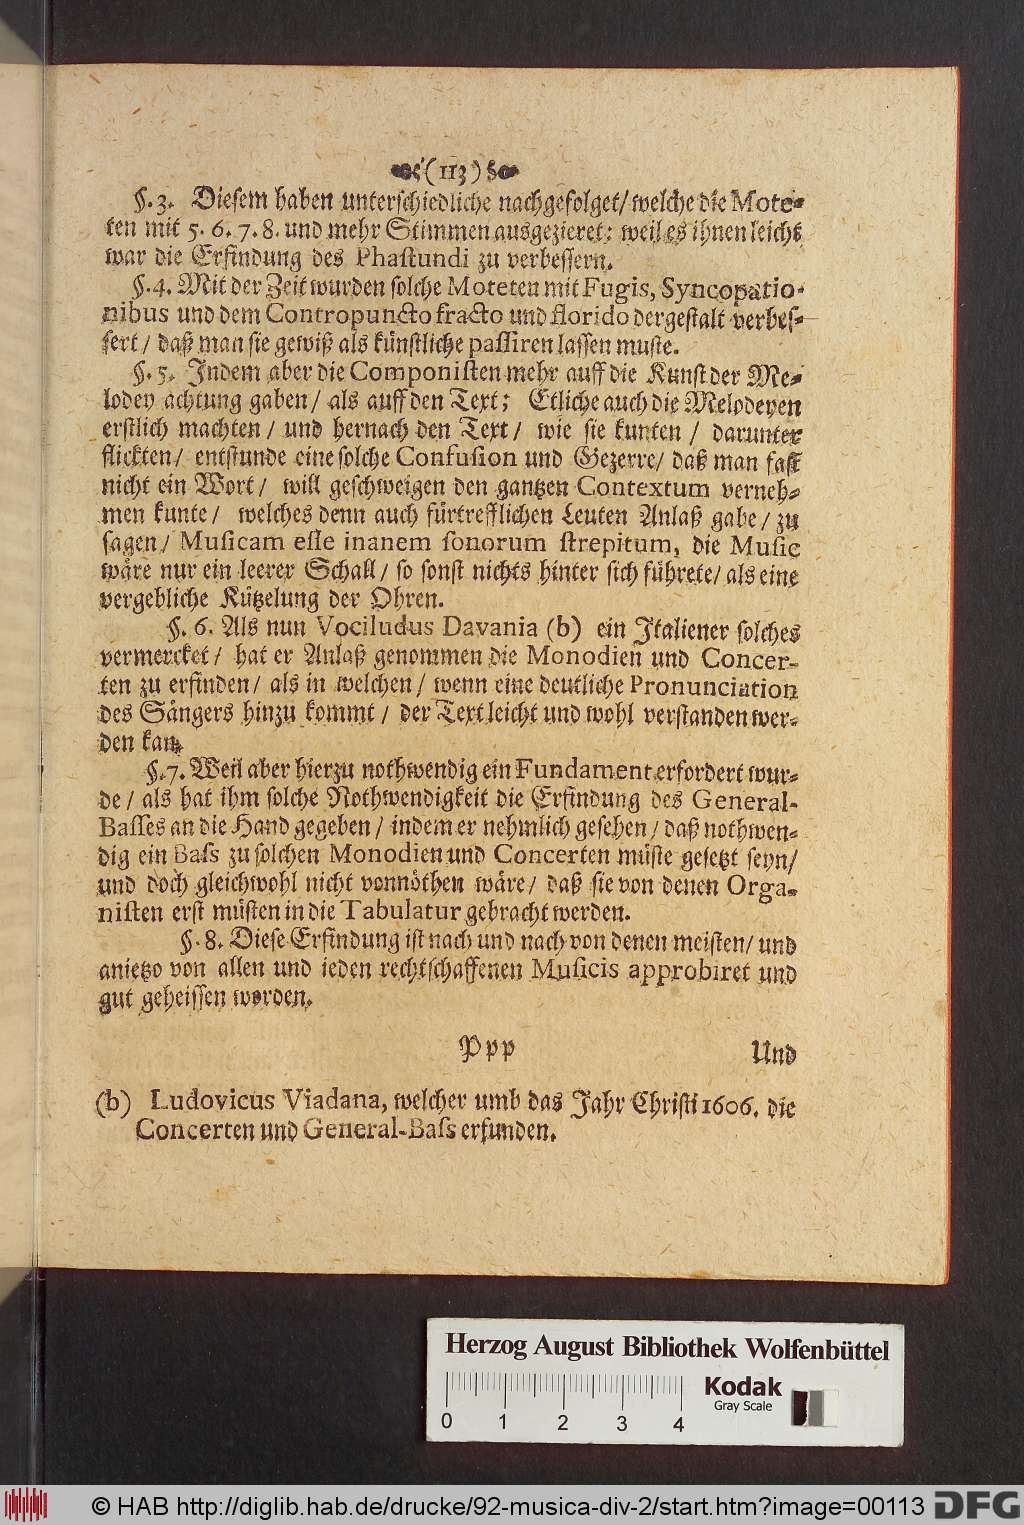 (113)
§. 3. Diesem haben unterschiedliche nachgefolget/ welche die Mote-
ten mit 5. 6. 7. 8. und mehr Stimmen ausgezieret: weil es ihnen leicht
war die Erfindung des Phastundi zu verbessern.
§. 4. Mit der Zeit wurden solche Moteten mit Fugis, Syncopatio-
nibus und dem Contropuncto fracto und florido dergestalt verbes-
sert/ daß man sie gewiß als künstliche passiren lassen muste.
§. 5. Indem aber die Componisten mehr auff die Kunst der Me-
lodey achtung gaben/ als auff den Text; Etliche auch die Melodeyen
erstlich machten/ und hernach den Text/ wie sie kunten/ darunter
flickten/ entstunde eine solche Confusion und Gezerre/ daß man fast
nicht ein Wort/ will geschweigen den gantzen Contextum verneh-
men kunte/ welches denn auch fürtrefflichen Leuten Anlaß gabe/ zu
sagen/ Musicam esse inanem sonorum strepitum, die Music
wäre nur ein leerer Schall/ so sonst nichts hinter sich führete/ als eine
vergebliche Kützelung der Ohren.
§. 6. Als nun Vociludus Davania (b) ein Italiener solches
vermercket/ hat er Anlaß genommen die Monodien und Concer-
ten zu erfinden/ als in welchen/ wenn eine deutliche Pronunciation
des Sängers hinzu kommt/ der Text leicht und wohl verstanden wer-
den kan.
§. 7. Weil aber hierzu nothwendig ein Fundament erfordert wur-
de/ als hat ihm solche Nothwendigkeit die Erfindung des General-
Basses an die Hand gegeben/ indem er nehmlich gesehen/ daß nothwen-
dig ein Bass zu solchen Monodien und Concerten müste gesetzt seyn/
und doch gleichwohl nicht vonnöthen wäre/ daß sie von denen Orga-
nisten erst müsten in die Tabulatur gebracht werden.
§. 8. Diese Erfindung ist nach und nach von denen meisten/ und
anietzo von allen und jeden rechtschaffenen Musicis approbiret und
gut geheissen worden.
Ppp Und
(b) Ludovicus Viadana, welcher umb das Jahr Christi 1606. die
Concerten und General-Bass erfunden.
Herzog August Bibliothek Wolfenbüttel
0 1 2 3 4
Kodak
Gray Scale
© HAB http://diglib.hab.de/drucke/92-musica-div-2/start.htm?image=00113 DFG